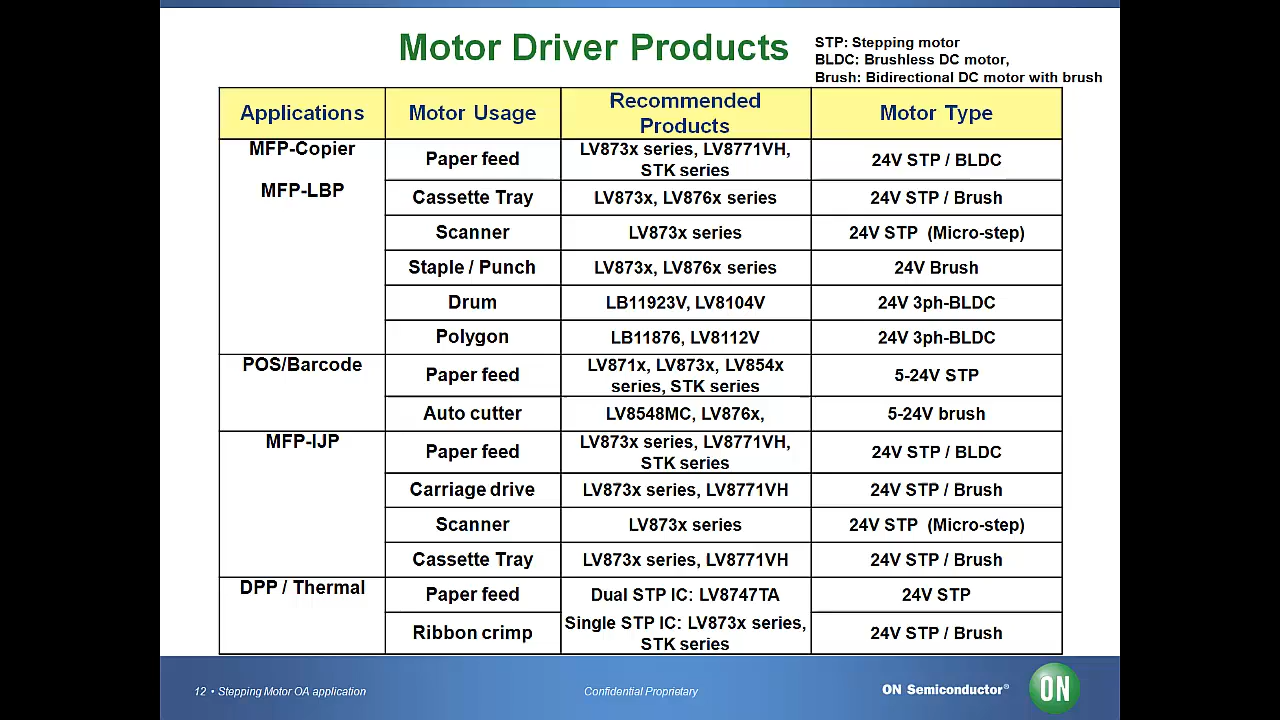 Motor Driver Products
STP: Stepping motor
BLDC: Brushless DC motor,
Brush: Bidirectional DC motor with brush
Applications
Motor Usage
Recommended
Products
Motor Type
MFP-Copier
MFP-LBP
Paper feed
LV873x series, LV8771VH,
STK series
24V STP / BLDC
Cassette Tray
LV873x, LV876x series
24V STP / Brush
Scanner
LV873x series
24V STP (Micro-step)
Staple / Punch
LV873x, LV876x series
24V Brush
Drum
LB11923V, LV8104V
24V 3ph-BLDC
Polygon
LB11876, LV8112V
24V 3ph-BLDC
POS/Barcode
Paper feed
LV871x, LV873x, LV854x
series, STK series
5-24V STP
Auto cutter
LV8548MC, LV876x,
5-24V brush
MFP-IJP
Paper feed
LV873x series, LV8771VH,
STK series
24V STP / BLDC
Carriage drive
LV873x series, LV8771VH
24V STP / Brush
Scanner
LV873x series
24V STP (Micro-step)
Cassette Tray
LV873x series, LV8771VH
24V STP / Brush
DPP / Thermal
Paper feed
Dual STP IC: LV8747TA
24V STP
Ribbon crimp
Single STP IC: LV873x series,
STK series
24V STP / Brush
12 • Stepping Motor OA application
Confidential Proprietary
ON Semiconductor®
ON